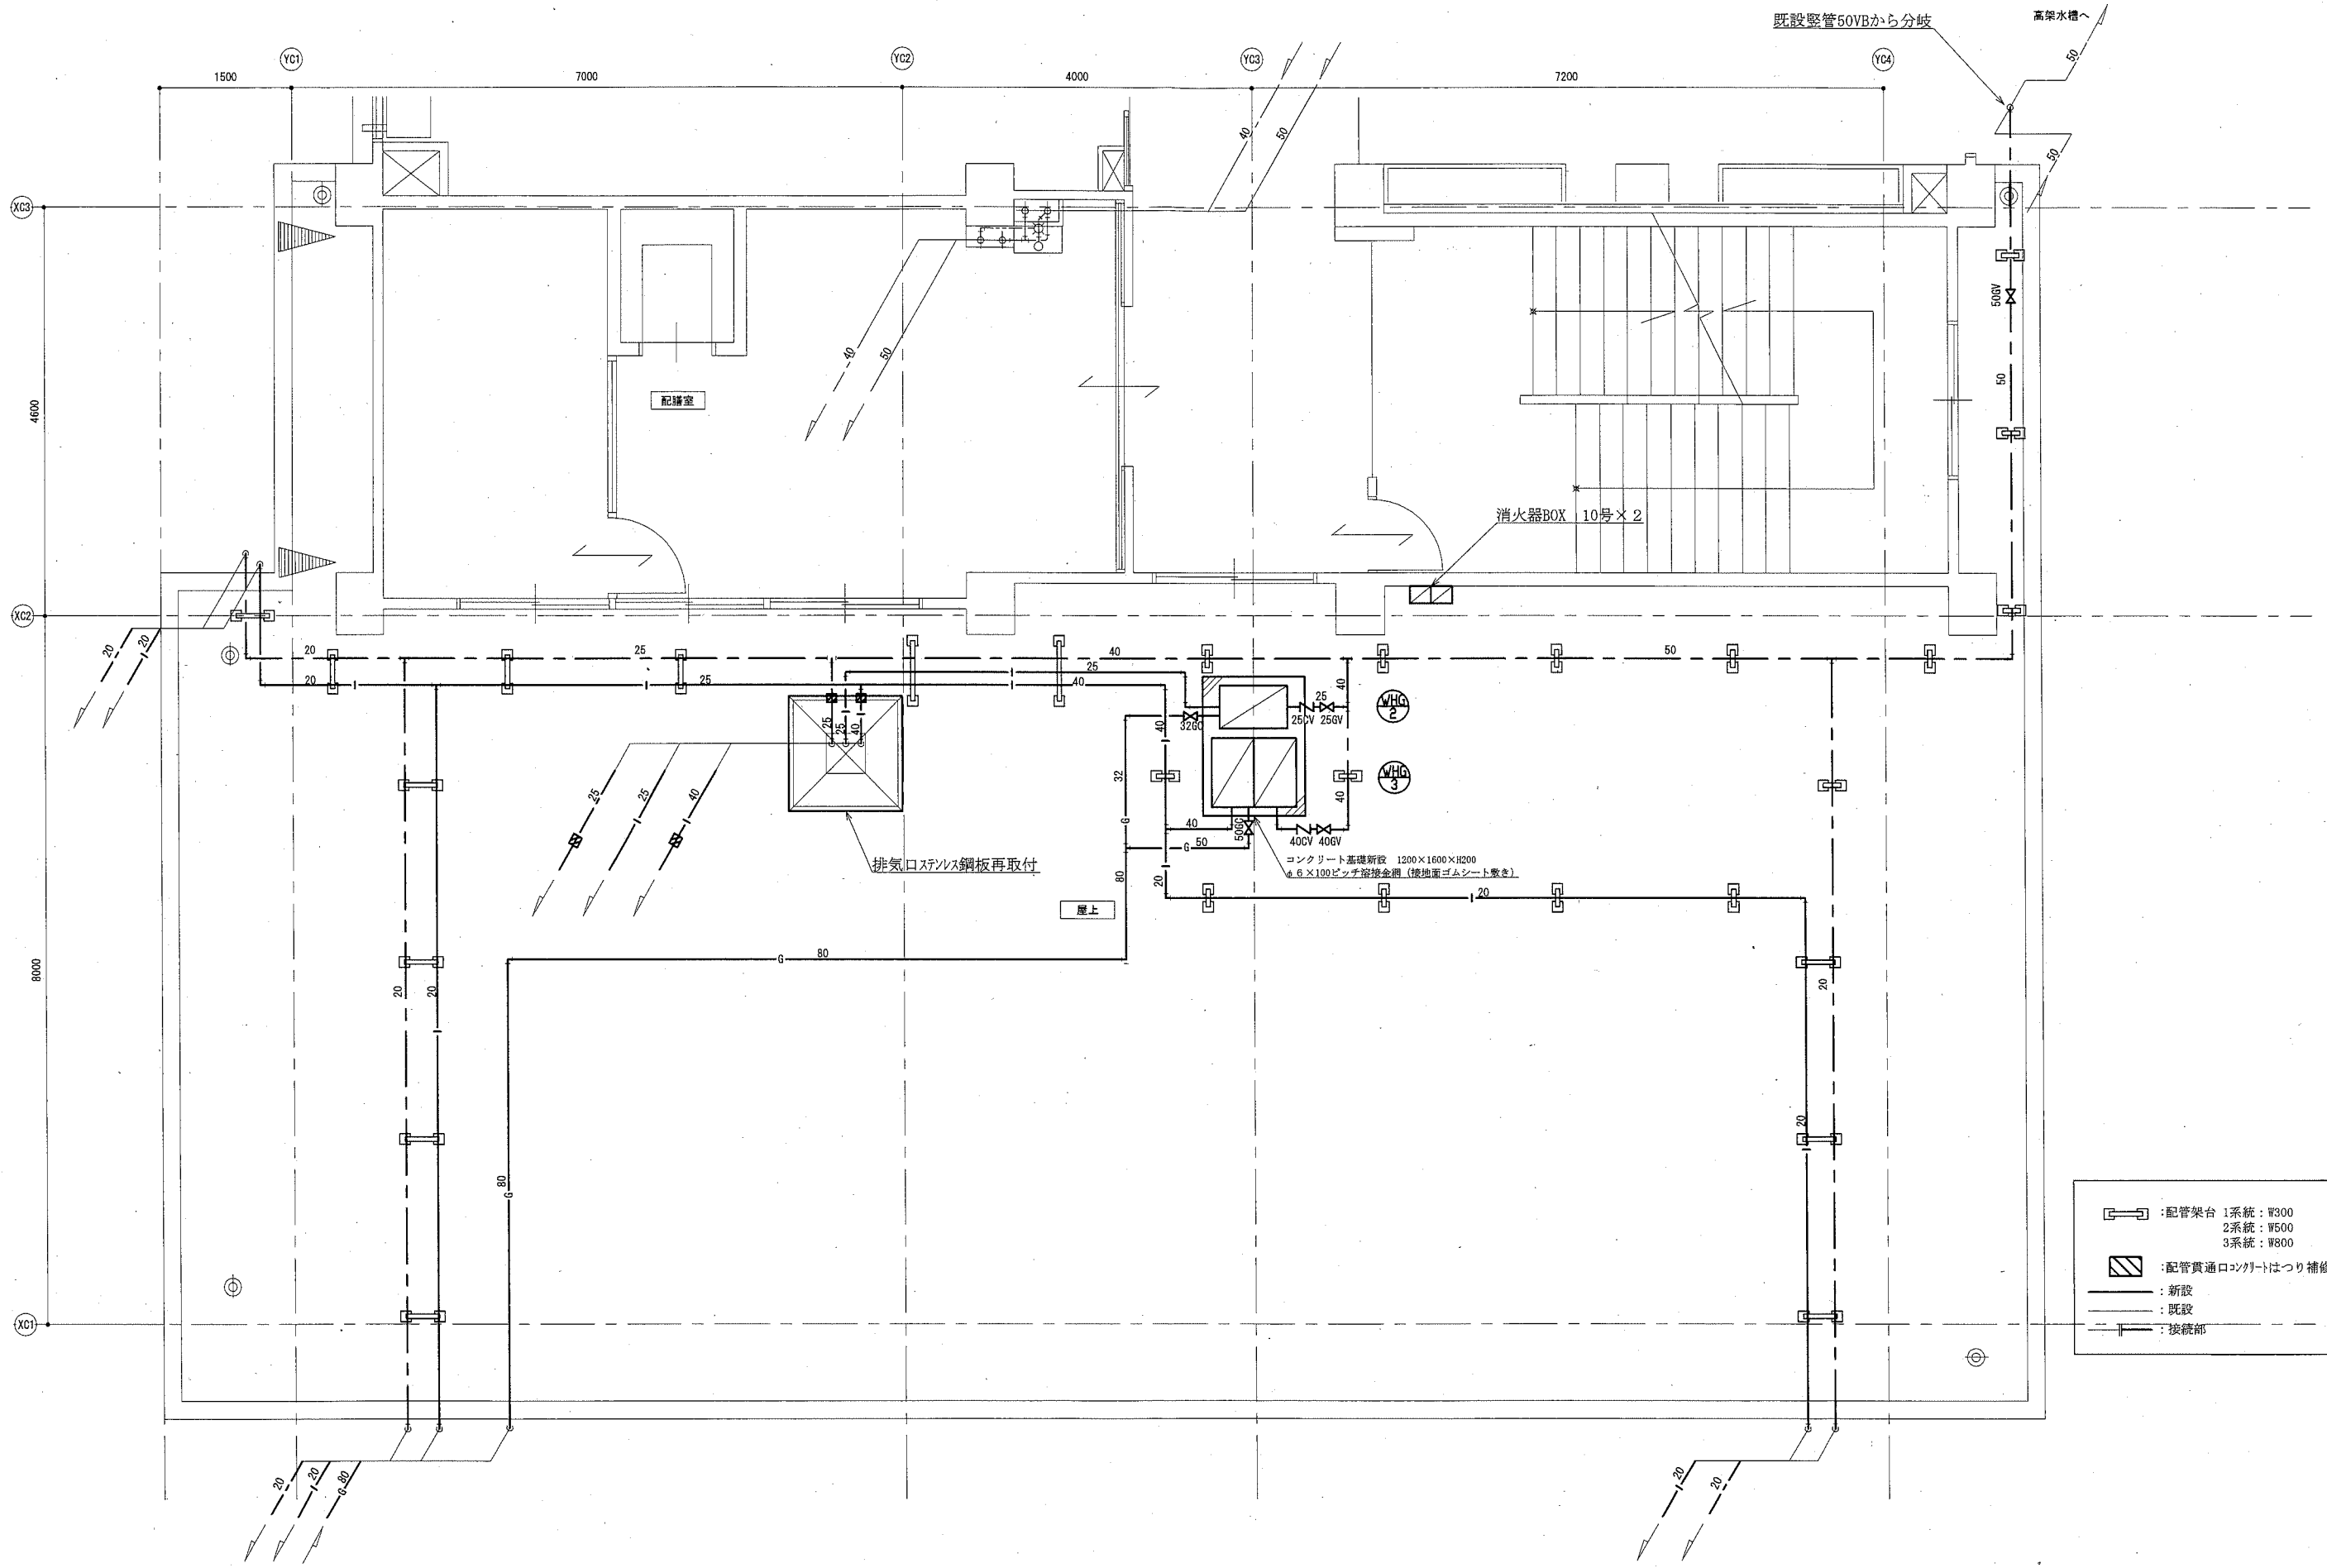 既設竪管50VBから分岐
高架水槽へ
YC1
YC2
YC3
YC4
1500
7000
4000
7200
50
40
50
50
XC3
50GV
40
50
50
4600
配膳室
消火器BOX 10号×2
XC2
20
20
20
25
40
50
20
25
40
25
25
25
40
40
32GC
25
25CV 25GV
40
WHG
2
32
WHG
3
40
25
25
40
G
40
50GC
40CV 40GV
G 50
排気口ステンレス鋼板再取付
コンクリート基礎新設 1200×1600×H200
φ6×100ピッチ溶接金網（接地面ゴムシート敷き）
80
20
20
屋上
G 80
8000
20
20
20
20
80
G
XC1
:配管架台 1系統：W300
2系統：W500
3系統：W800
:配管貫通口コンクリートはつり補修
：新設
：既設
：接続部
20
20
G 80
20
20